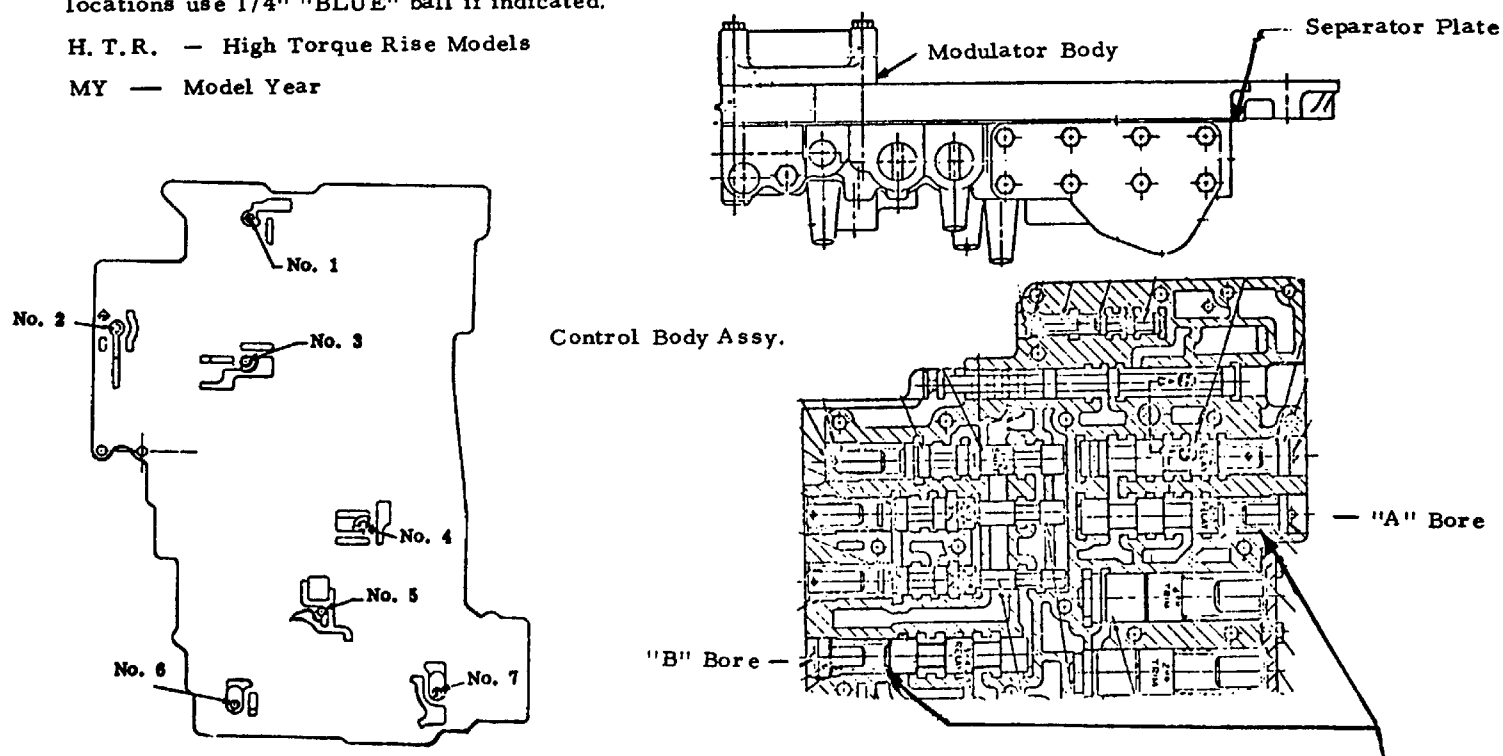 locations use 1/4" "BLUE" ball if indicated.
H. T. R. — High Torque Rise Models
MY — Model Year
Modulator Body
Separator Plate
No. 1
No. 2
No. 3
Control Body Assy.
"A" Bore
No. 4
No. 5
"B" Bore
No. 6
No. 7